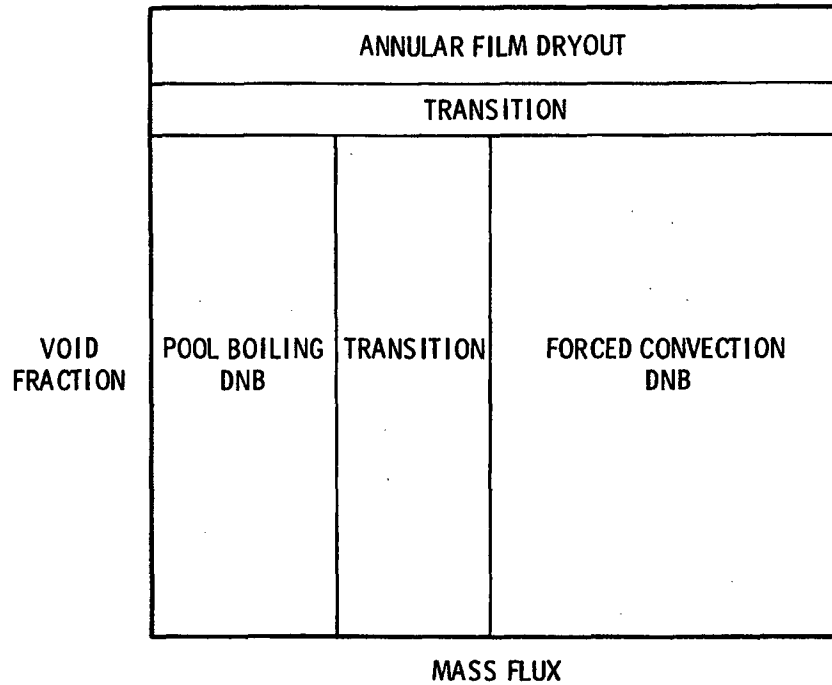 ANNULAR FILM DRYOUT
TRANSITION
VOID
FRACTION
POOL BOILING
DNB
TRANSITION
FORCED CONVECTION
DNB
MASS FLUX